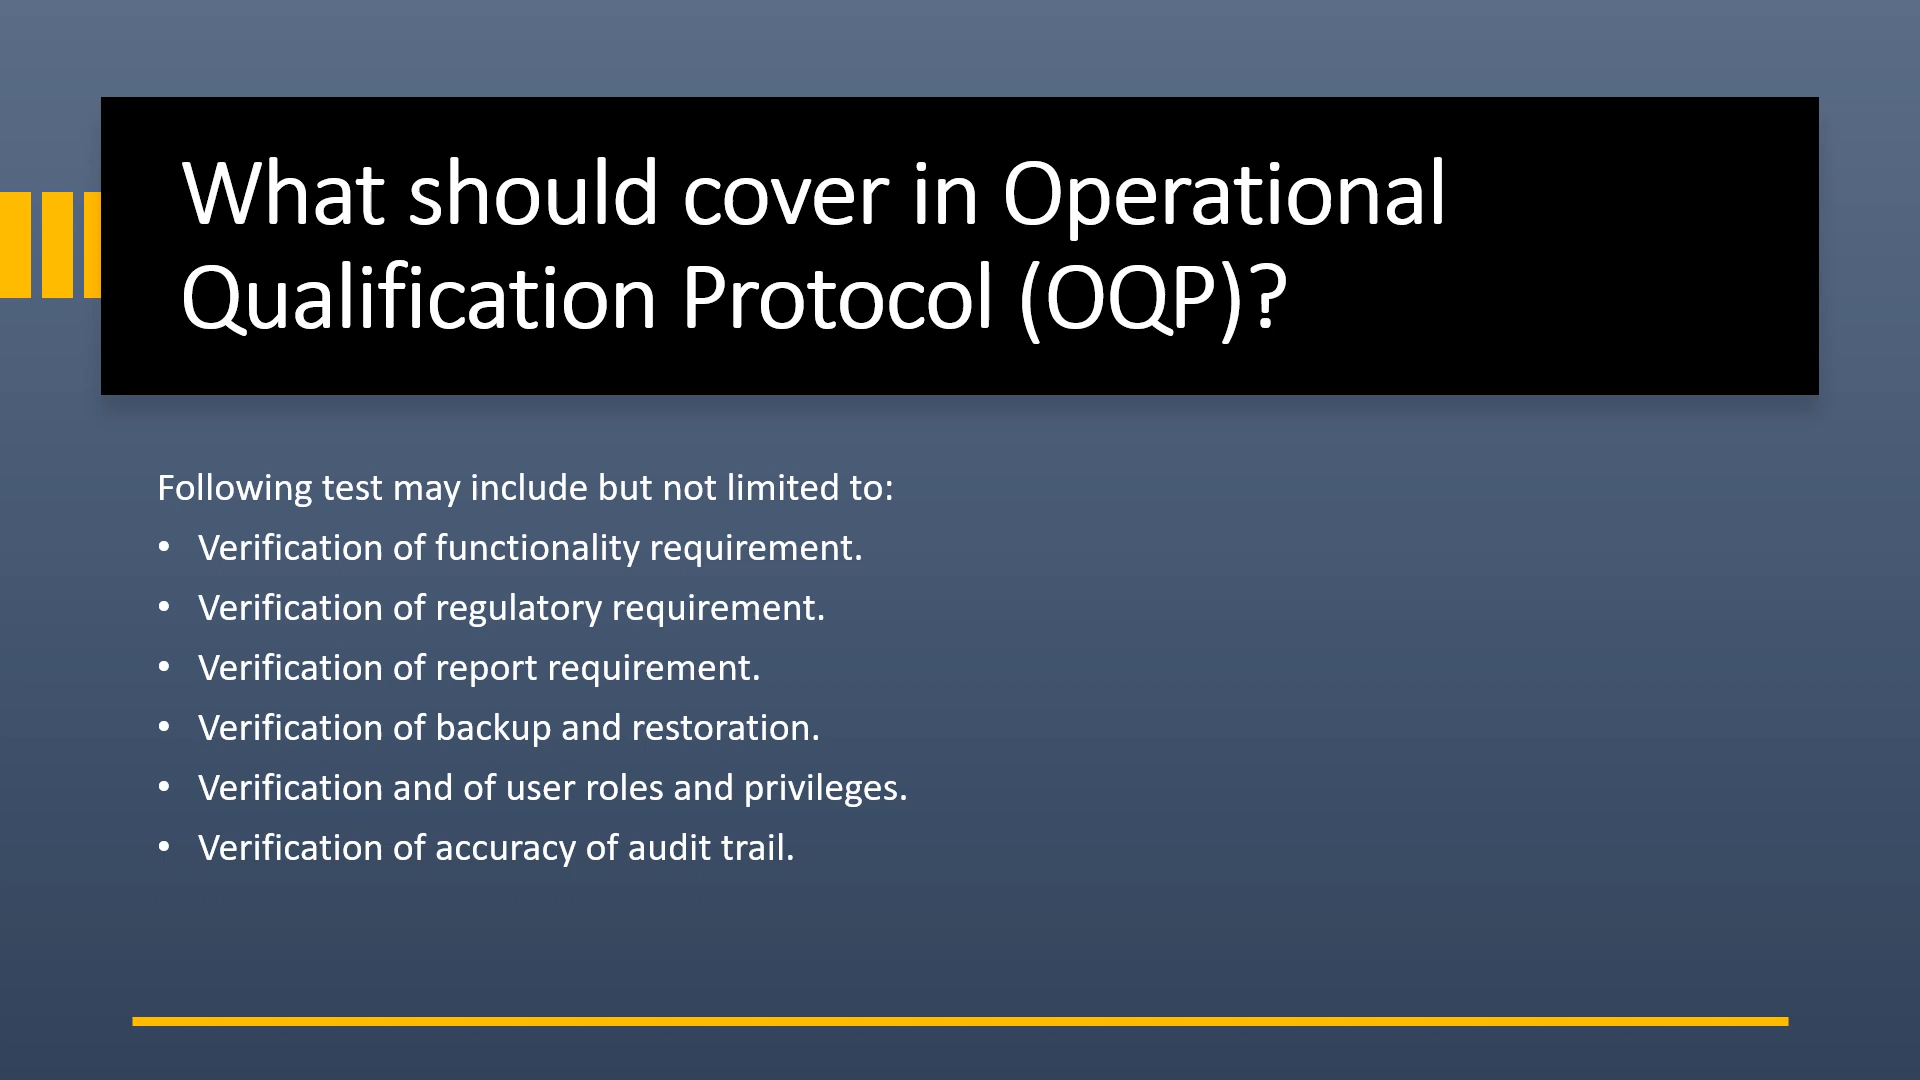 What should cover in Operational
Qualification Protocol (OQP)?
Following test may include but not limited to:
• Verification of functionality requirement.
• Verification of regulatory requirement.
• Verification of report requirement.
• Verification of backup and restoration.
• Verification and of user roles and privileges.
• Verification of accuracy of audit trail.